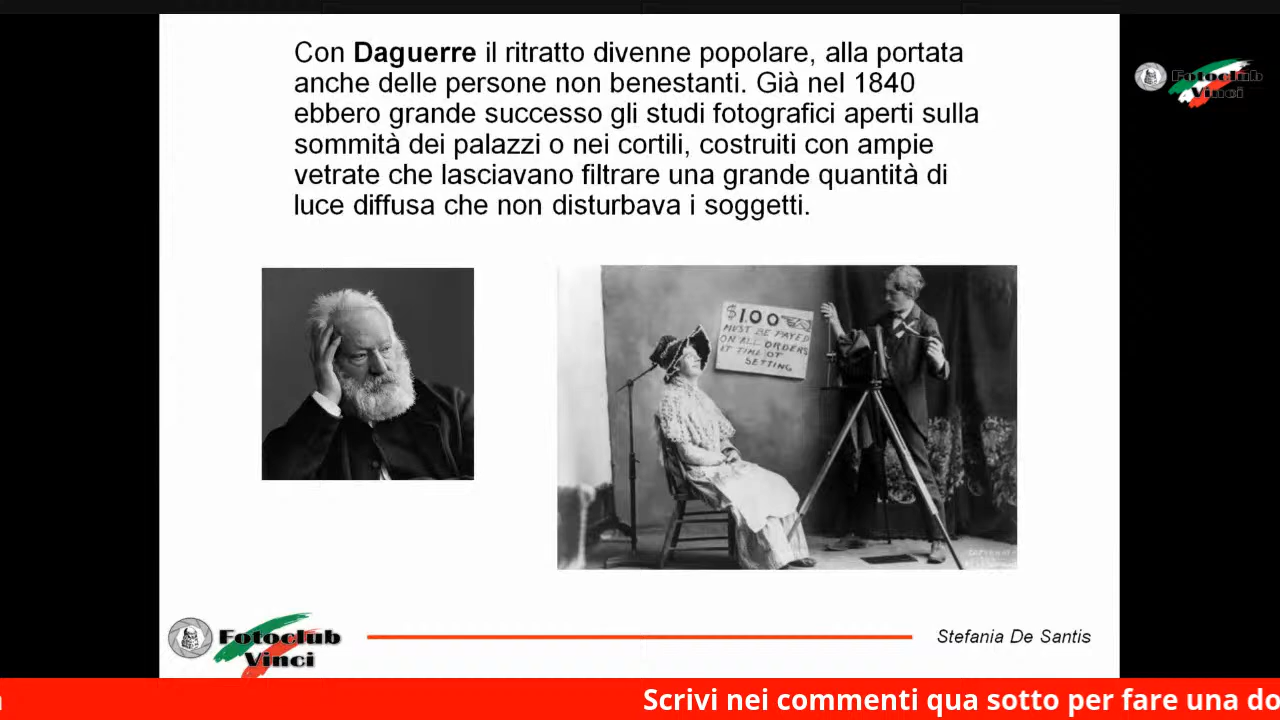 Con Daguerre il ritratto divenne popolare, alla portata
anche delle persone non benestanti. Già nel 1840
ebbero grande successo gli studi fotografici aperti sulla
sommità dei palazzi o nei cortili, costruiti con ampie
vetrate che lasciavano filtrare una grande quantità di
luce diffusa che non disturbava i soggetti.
Fotoclub
Vinci
$1.00
MUST BE PAYED
ON ALL ORDERS
AT TIME OF
SETTING
Fotoclub
Vinci
Stefania De Santis
Scrivi nei commenti qua sotto per fare una do